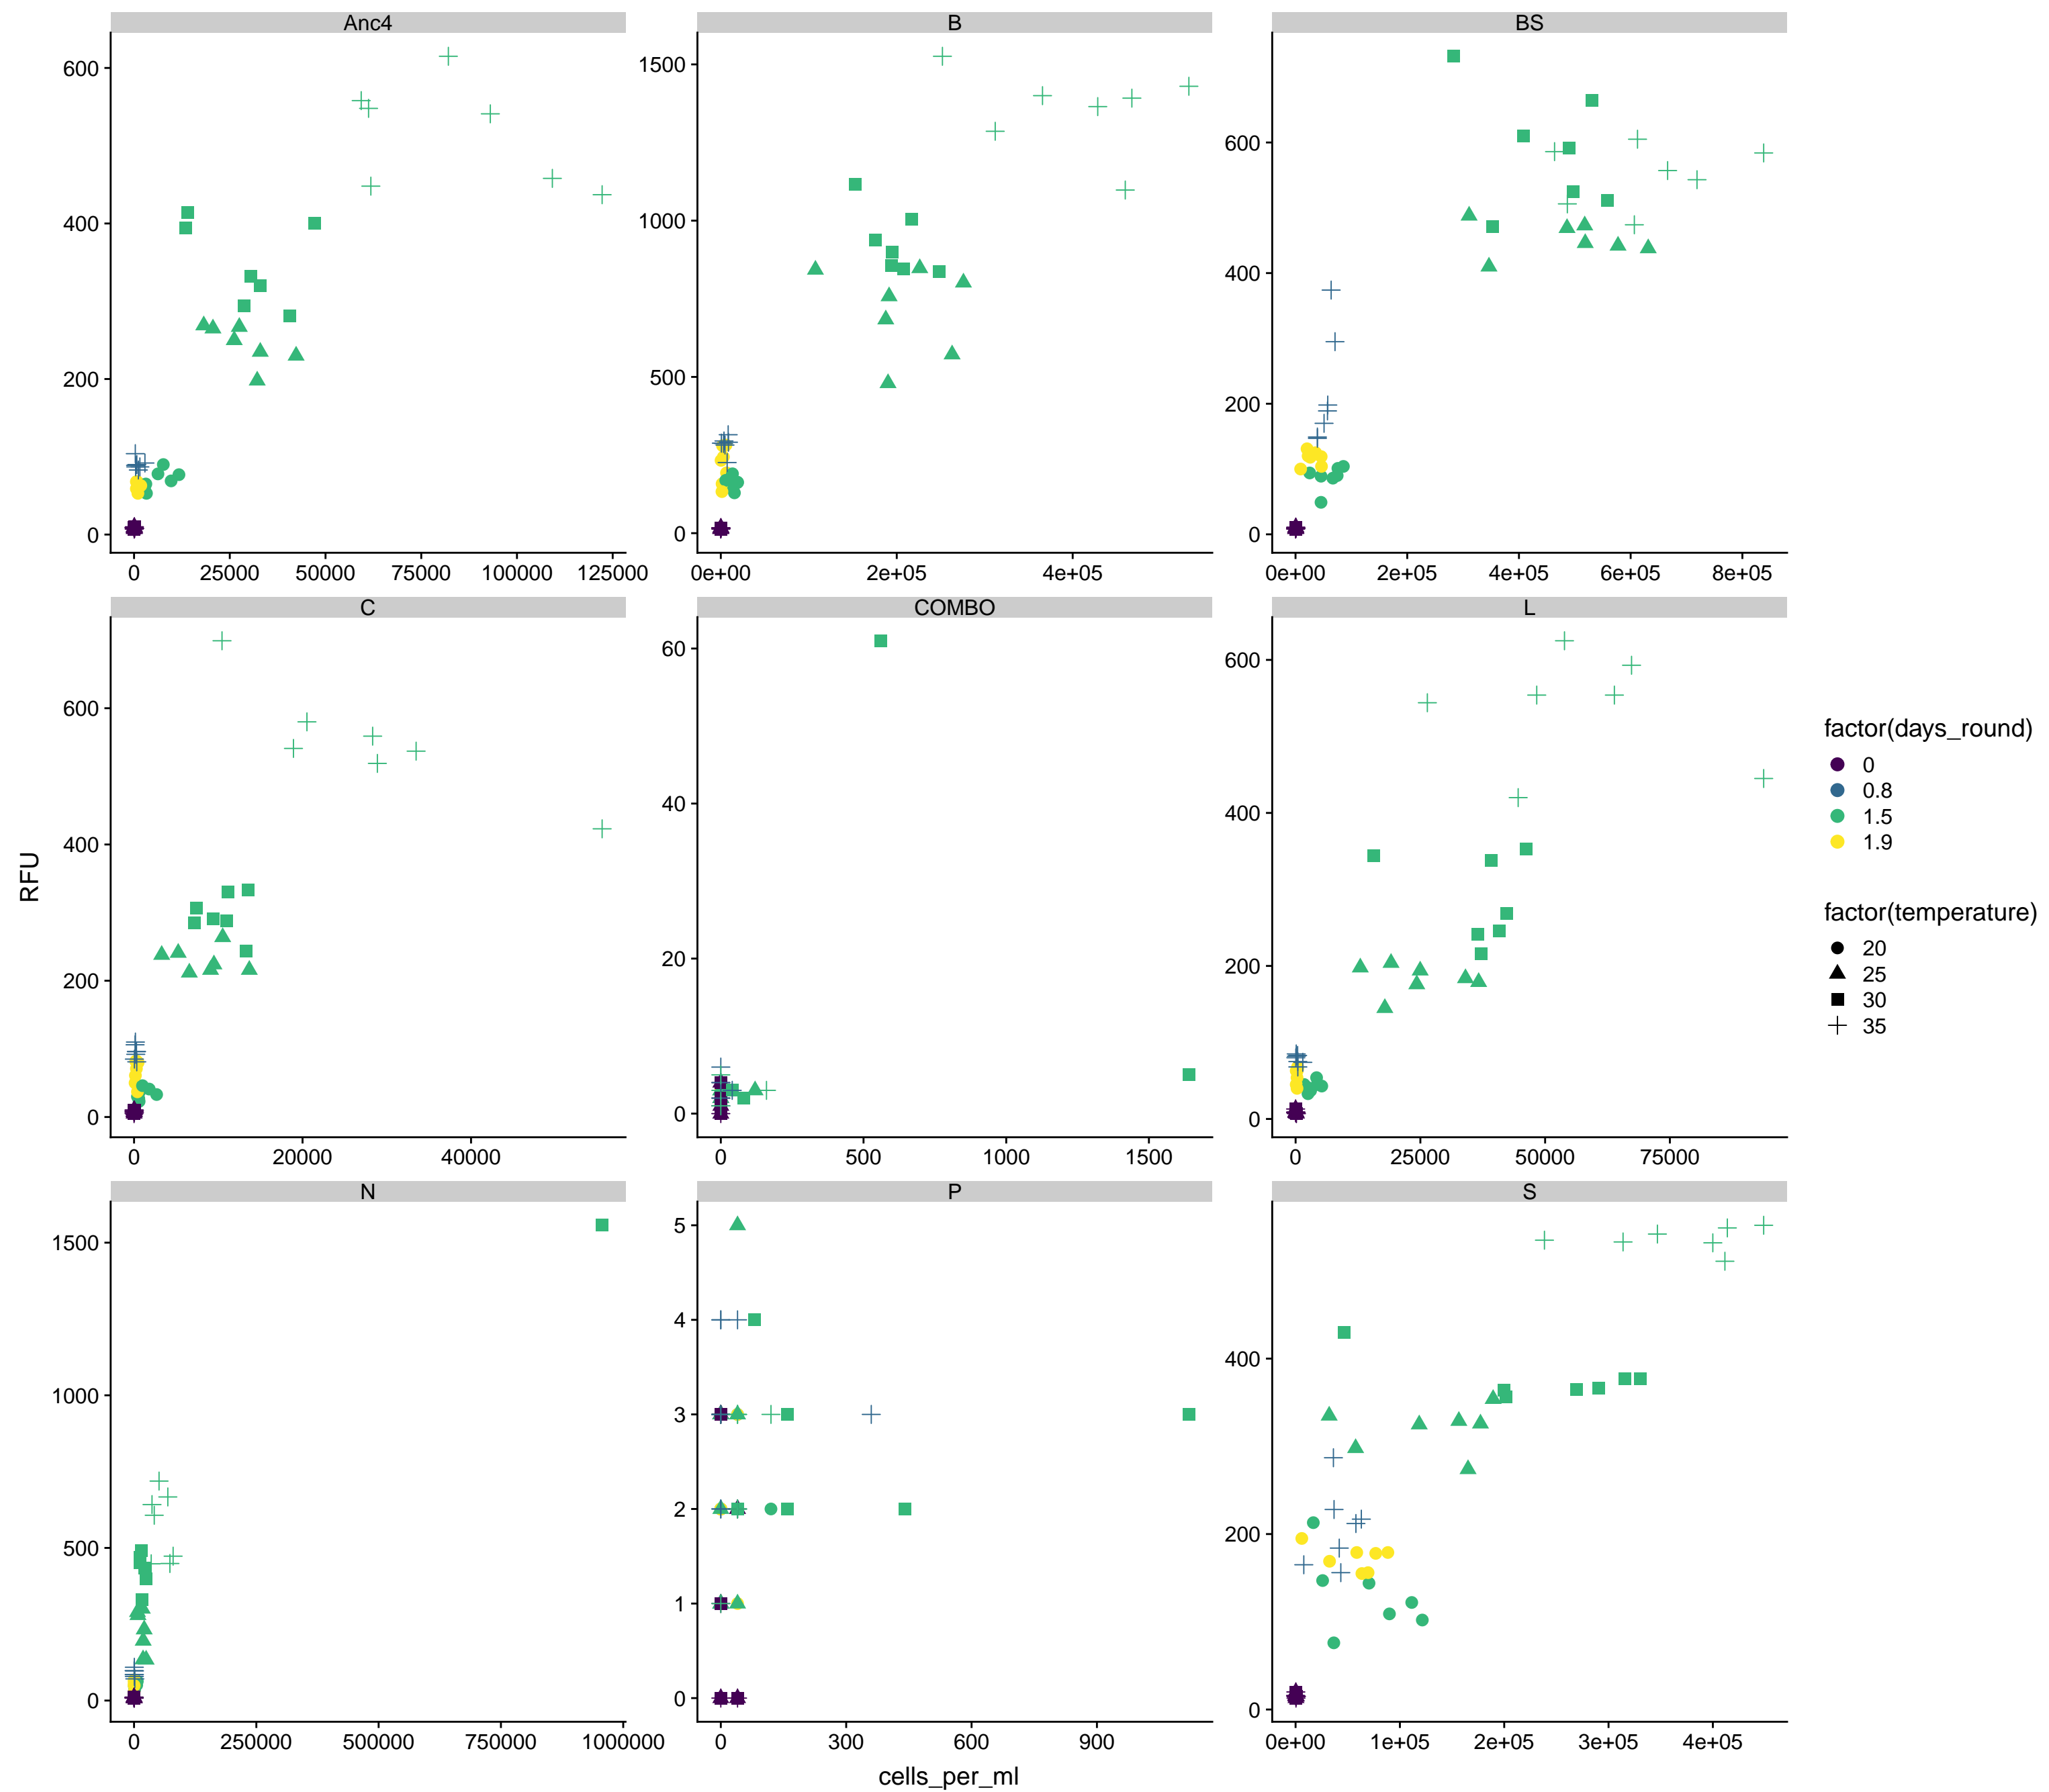 Anc4
B
BS
600
400
200
0
1500
1000
500
0
600
400
200
0
0 25000 50000 75000 100000 125000
0e+00 2e+05 4e+05
0e+00 2e+05 4e+05 6e+05 8e+05
C
COMBO
L
600
400
200
0
60
40
20
0
600
400
200
0
0 20000 40000
0 500 1000 1500
0 25000 50000 75000
N
P
S
1500
1000
500
0
5
4
3
2
1
0
400
200
0
0 250000 500000 750000 1000000
0 300 600 900
0e+00 1e+05 2e+05 3e+05 4e+05
RFU
cells_per_ml
factor(days_round)
0
0.8
1.5
1.9
factor(temperature)
20
25
30
35